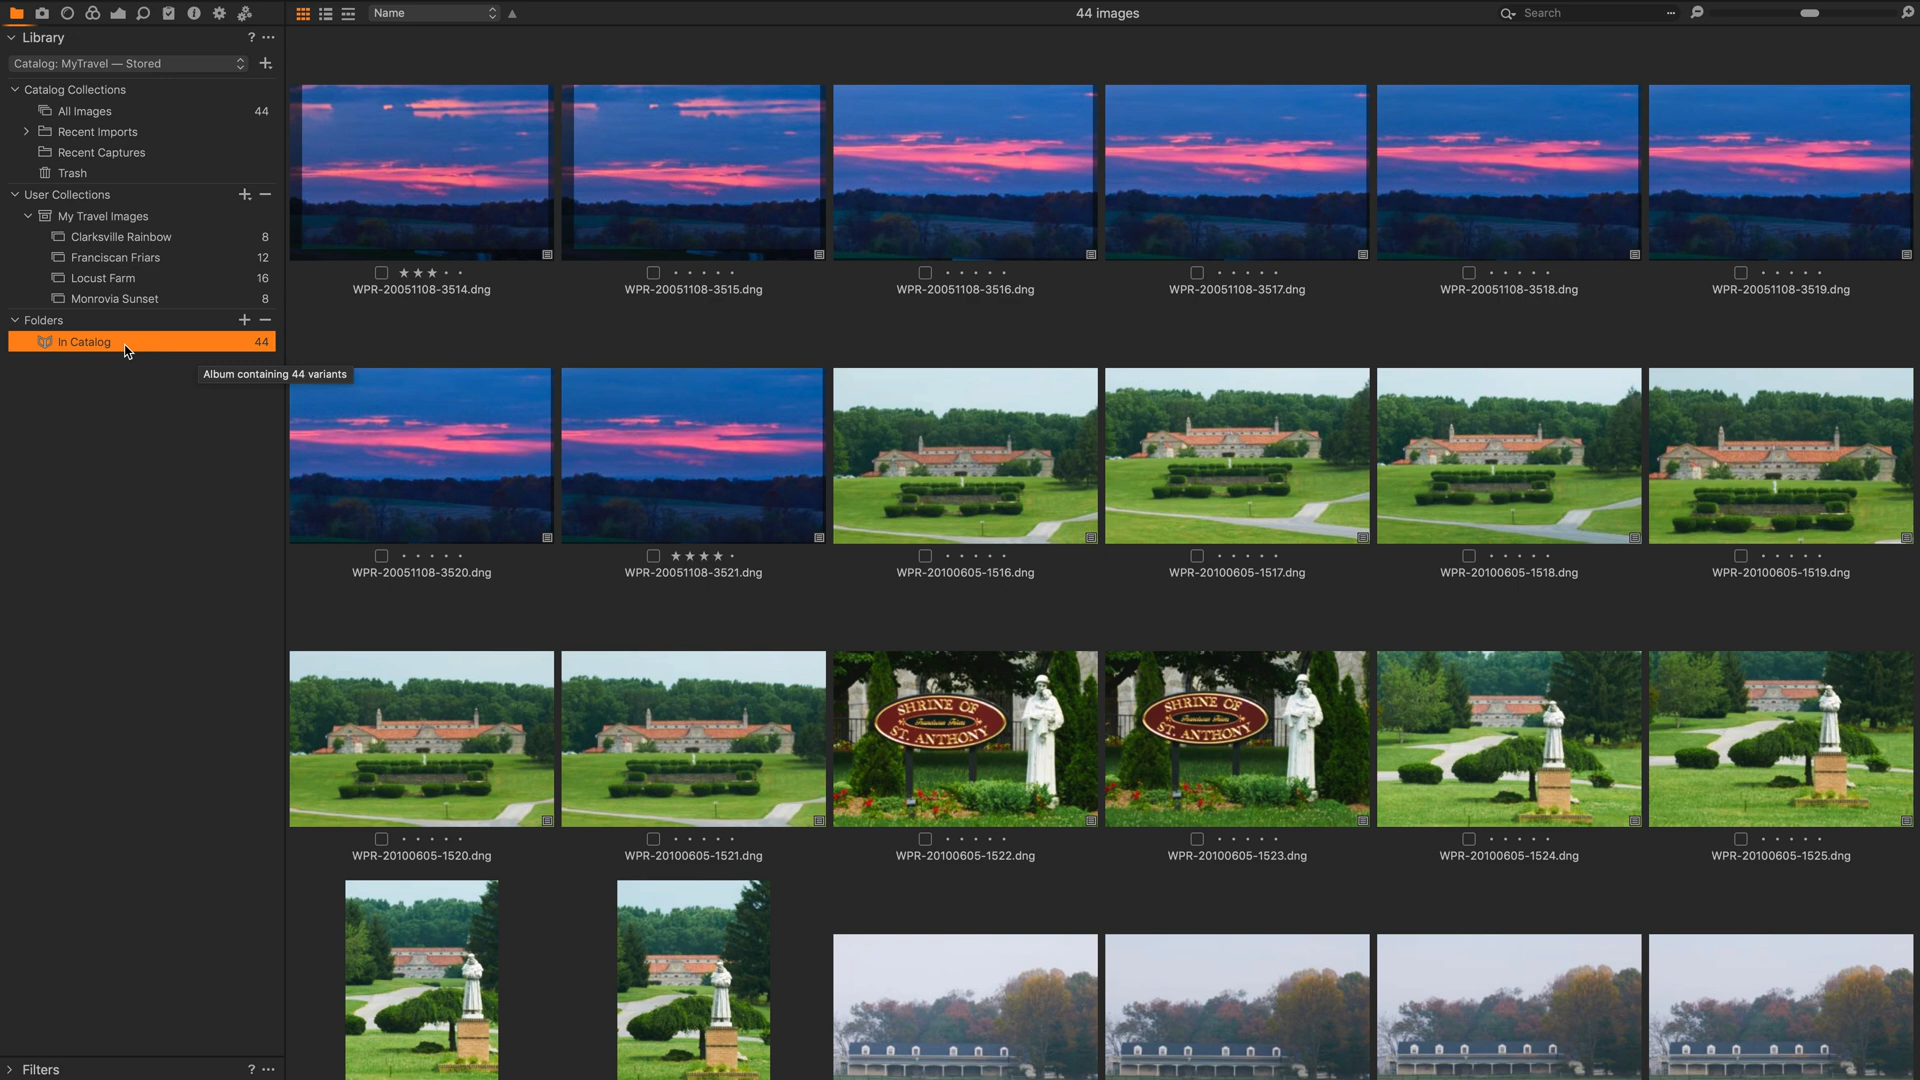 Name
44 images
Search
Library
?
Catalog: MyTravel — Stored
Catalog Collections
All Images 44
Recent Imports
Recent Captures
Trash
User Collections
My Travel Images
Clarksville Rainbow 8
Franciscan Friars 12
Locust Farm 16
Monrovia Sunset 8
Folders
In Catalog 44
Album containing 44 variants
WPR-20051108-3514.dng
WPR-20051108-3515.dng
WPR-20051108-3516.dng
WPR-20051108-3517.dng
WPR-20051108-3518.dng
WPR-20051108-3519.dng
WPR-20051108-3520.dng
WPR-20051108-3521.dng
WPR-20100605-1516.dng
WPR-20100605-1517.dng
WPR-20100605-1518.dng
WPR-20100605-1519.dng
SHRINE OF
Franciscan Friars
ST. ANTHONY
SHRINE OF
Franciscan Friars
ST. ANTHONY
WPR-20100605-1520.dng
WPR-20100605-1521.dng
WPR-20100605-1522.dng
WPR-20100605-1523.dng
WPR-20100605-1524.dng
WPR-20100605-1525.dng
Filters
?